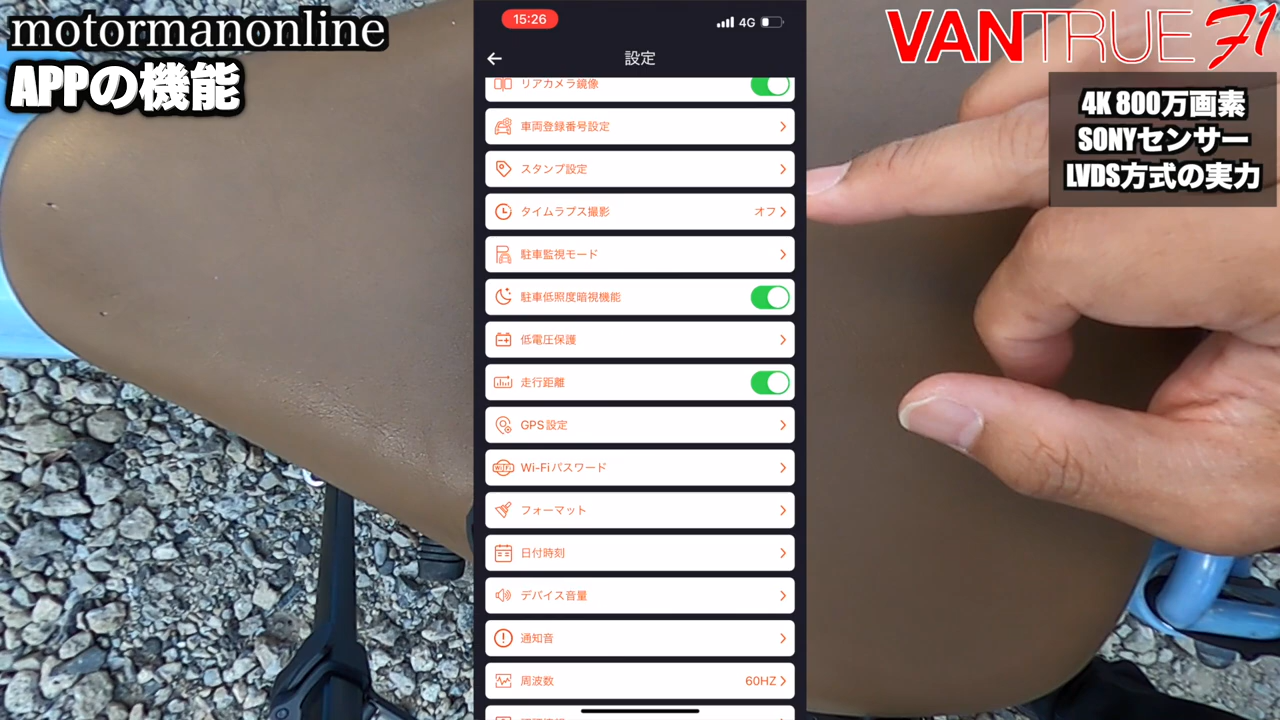 motormanonline
APPの機能
15:26
4G
設定
リアカメラ鏡像
車両登録番号設定
スタンプ設定
タイムラプス撮影 オフ
駐車監視モード
駐車低照度暗視機能
低電圧保護
走行距離
GPS設定
Wi-Fiパスワード
フォーマット
日付時刻
デバイス音量
通知音
周波数 60HZ
VANTRUE F1
4K 800万画素
SONYセンサー
LVDS方式の実力